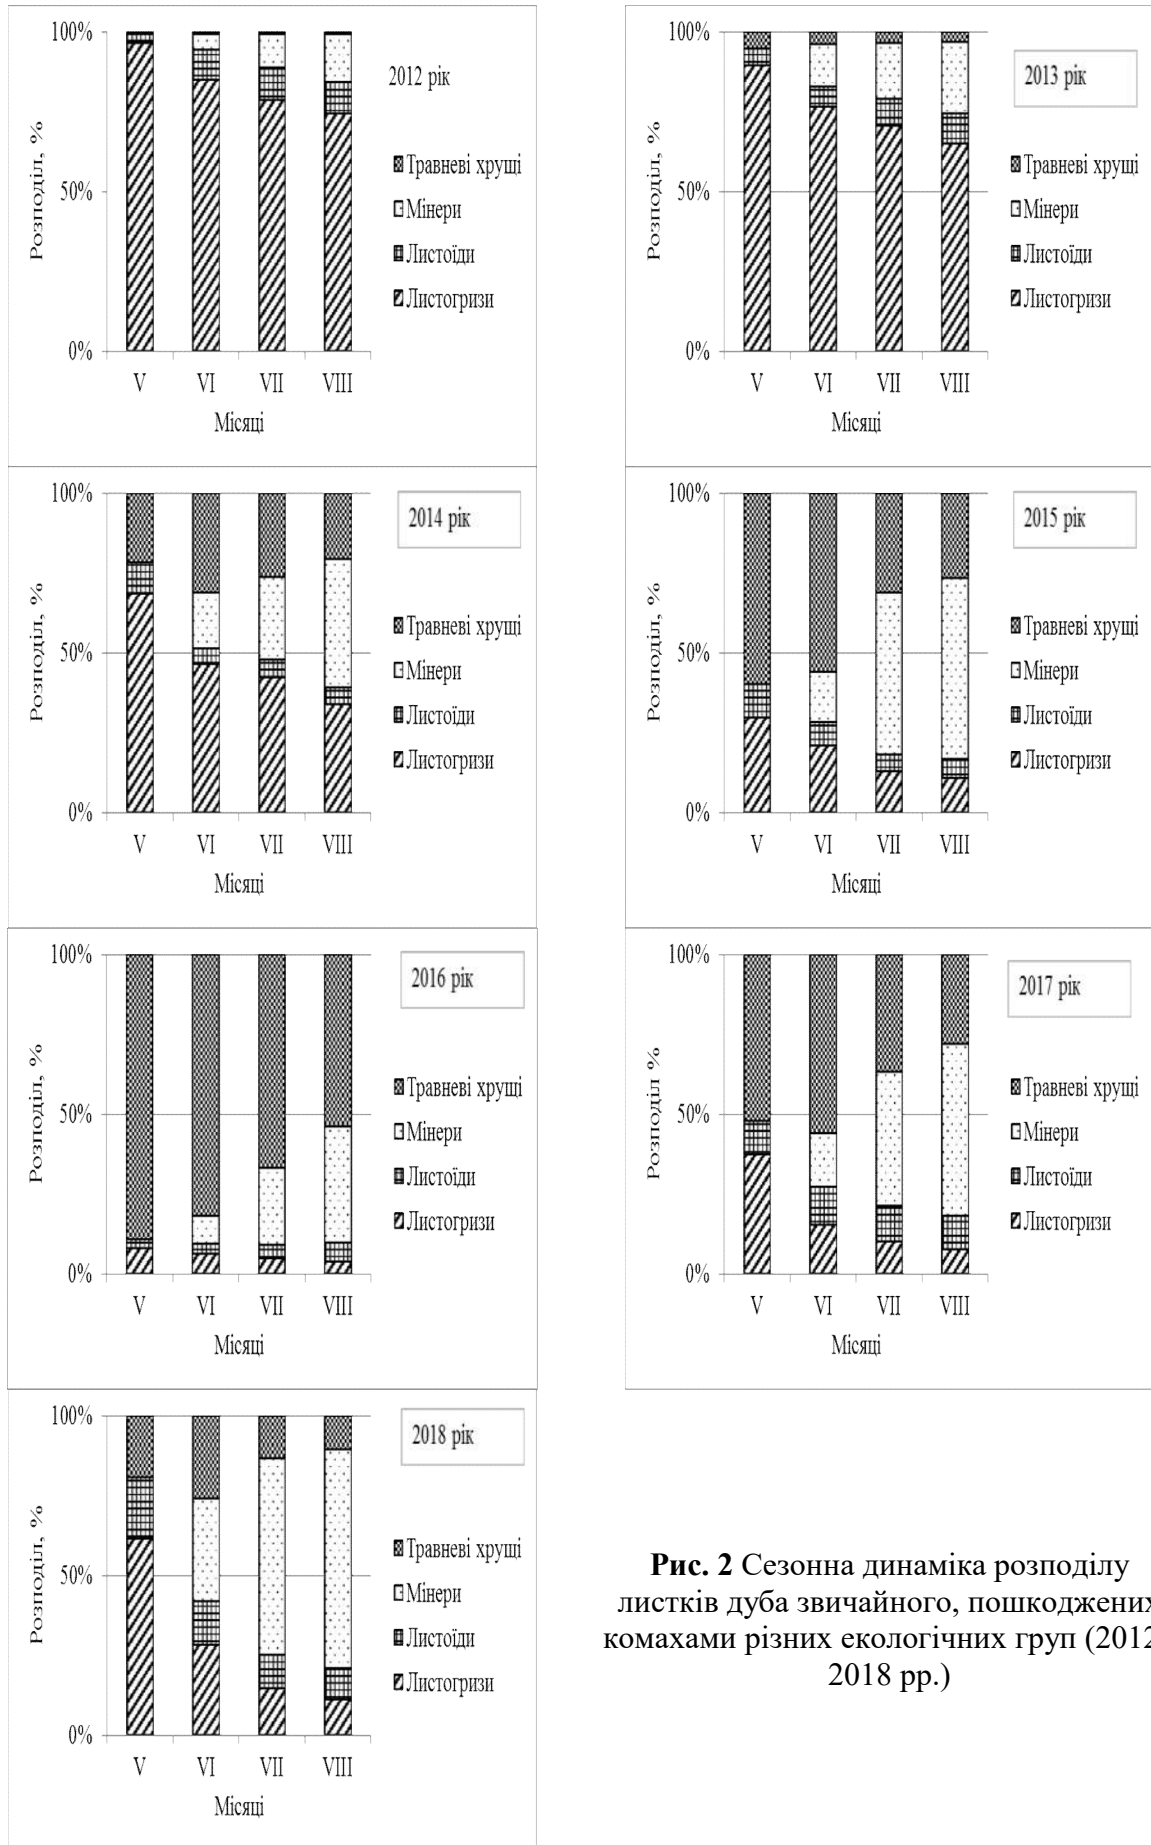 100%
50%
0%
Розподіл, %
V VI VII VIII
Місяці
2012 рік
Травневі хрущі
Мінери
Листоїди
Листогризи
100%
50%
0%
Розподіл, %
V VI VII VIII
Місяці
2013 рік
Травневі хрущі
Мінери
Листоїди
Листогризи
100%
50%
0%
Розподіл, %
V VI VII VIII
Місяці
2014 рік
Травневі хрущі
Мінери
Листоїди
Листогризи
100%
50%
0%
Розподіл, %
V VI VII VIII
Місяці
2015 рік
Травневі хрущі
Мінери
Листоїди
Листогризи
100%
50%
0%
Розподіл, %
V VI VII VIII
Місяці
2016 рік
Травневі хрущі
Мінери
Листоїди
Листогризи
100%
50%
0%
Розподіл %
V VI VII VIII
Місяці
2017 рік
Травневі хрущі
Мінери
Листоїди
Листогризи
100%
50%
0%
Розподіл, %
V VI VII VIII
Місяці
2018 рік
Травневі хрущі
Мінери
Листоїди
Листогризи
Рис. 2 Сезонна динаміка розподілу
листків дуба звичайного, пошкоджених
комахами різних екологічних груп (2012
2018 рр.)